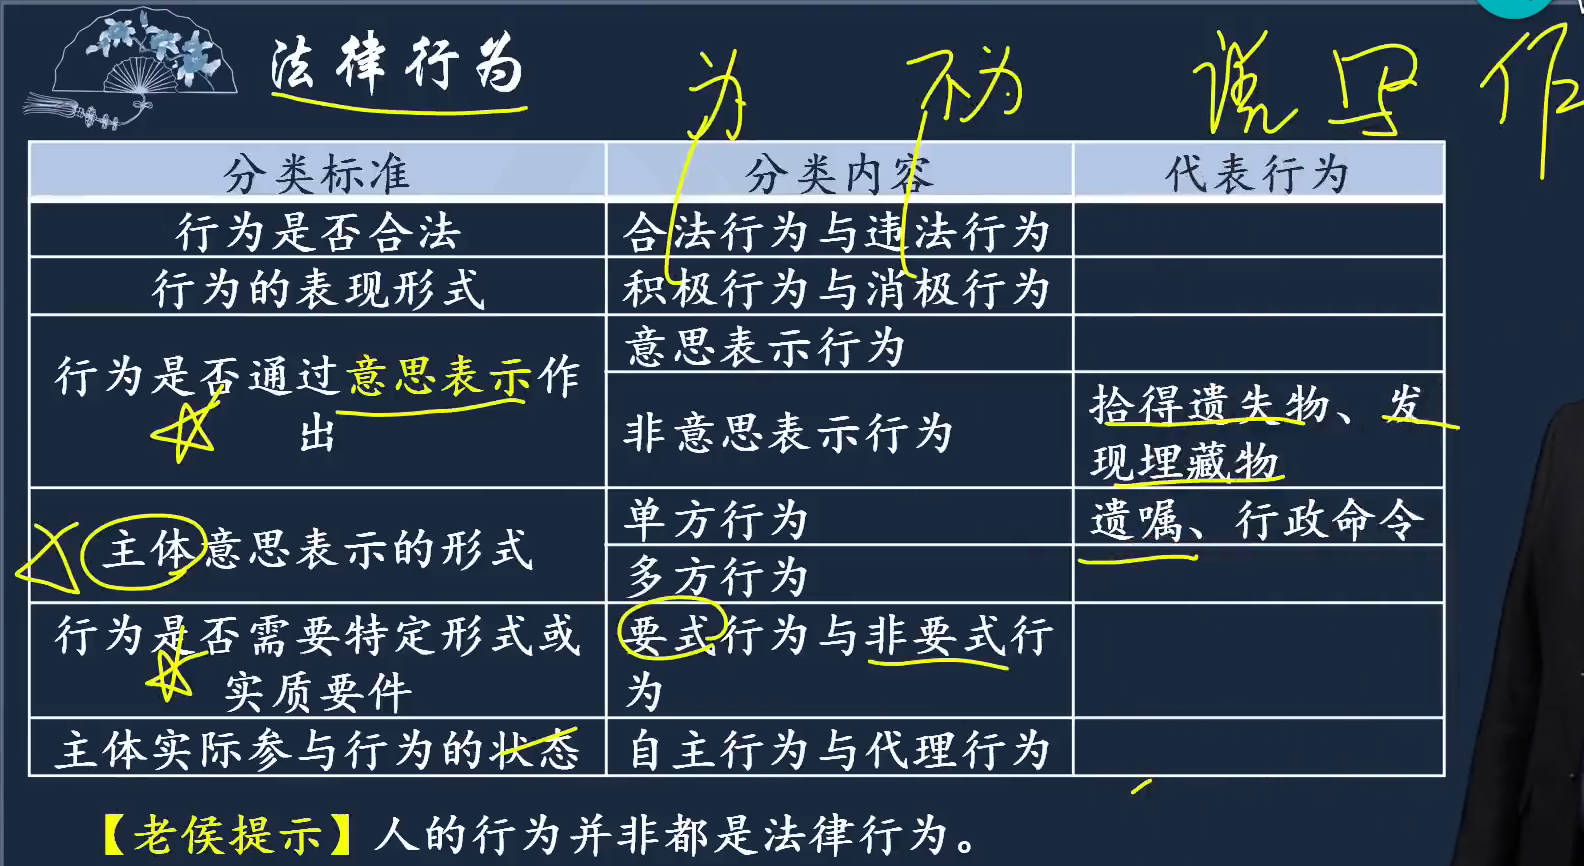 法律行为
为 不为 说 写 作
分类标准 分类内容 代表行为
行为是否合法 合法行为与违法行为
行为的表现形式 积极行为与消极行为
行为是否通过意思表示作
出
意思表示行为
非意思表示行为
拾得遗失物、发
现埋藏物
主体意思表示的形式
单方行为 遗嘱、行政命令
多方行为
行为是否需要特定形式或
实质要件
要式行为与非要式行
为
主体实际参与行为的状态 自主行为与代理行为
【老侯提示】人的行为并非都是法律行为。